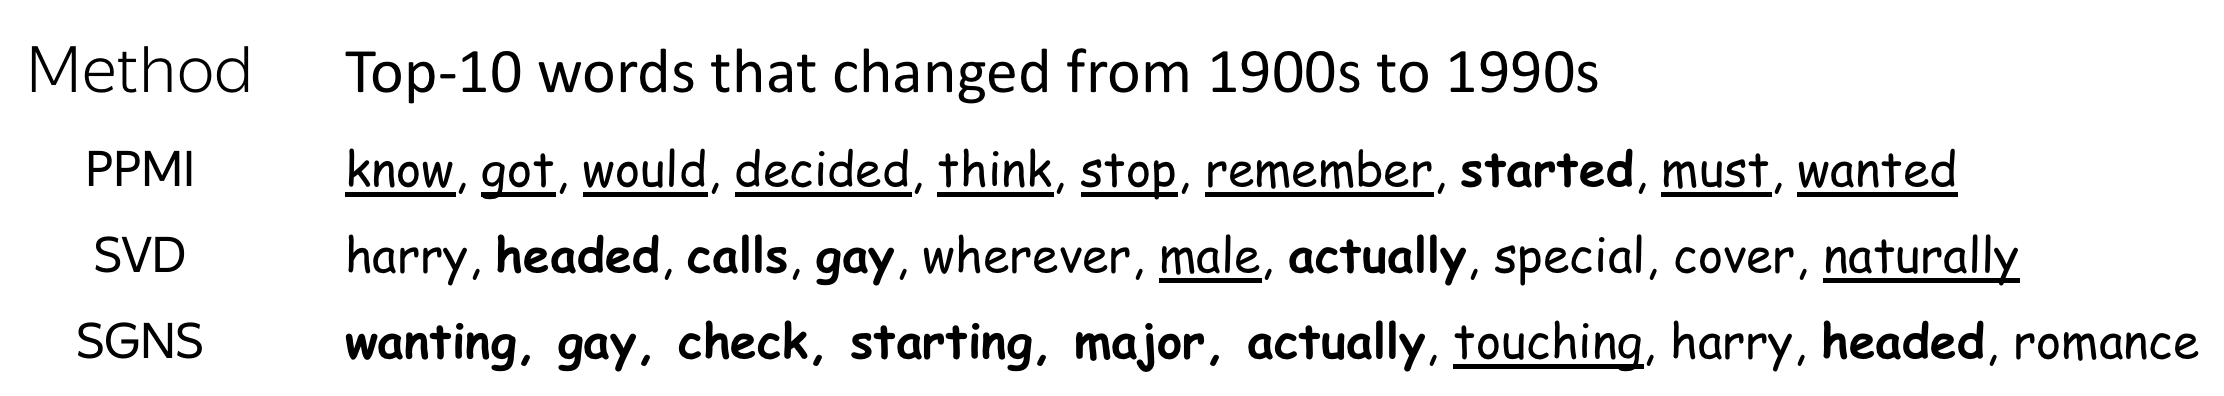 Method Top-10 words that changed from 1900s to 1990s
PPMI know, got, would, decided, think, stop, remember, started, must, wanted
SVD harry, headed, calls, gay, wherever, male, actually, special, cover, naturally
SGNS wanting, gay, check, starting, major, actually, touching, harry, headed, romance